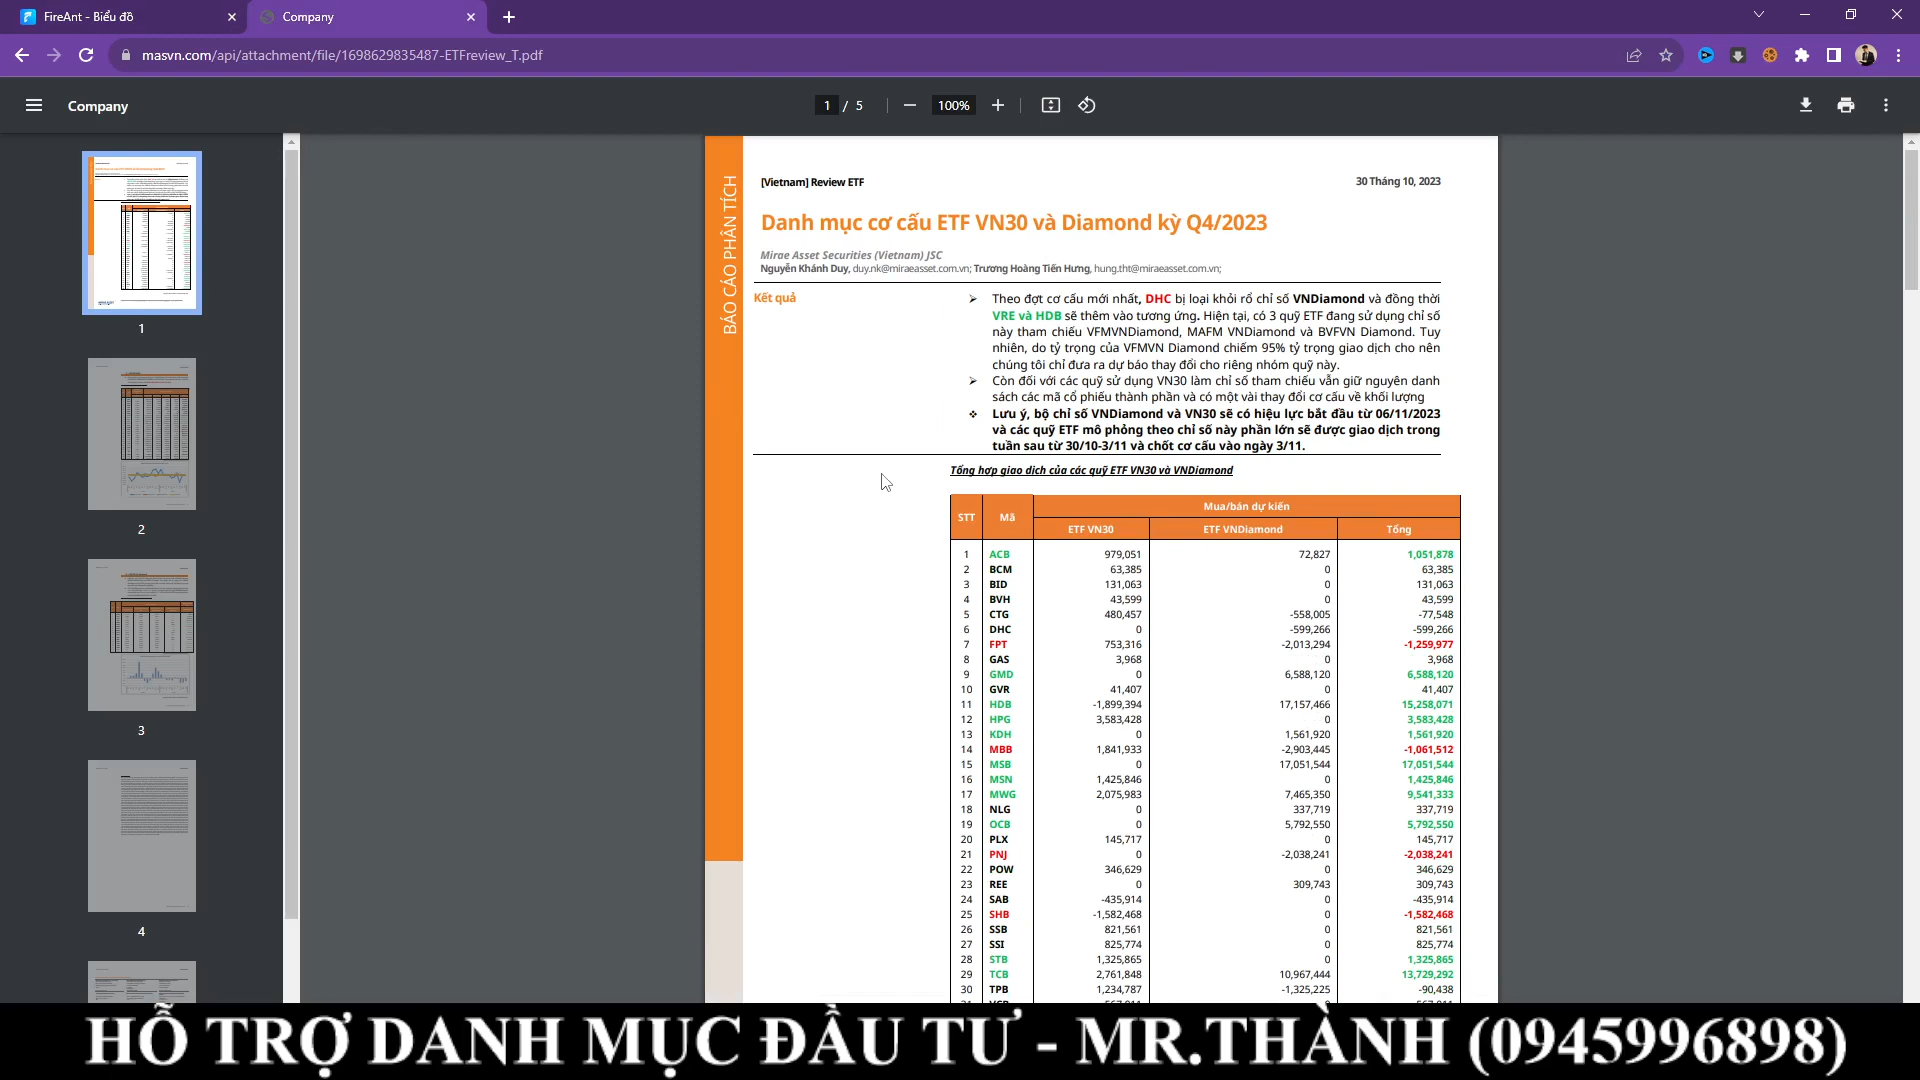 FireAnt - Biểu đồ
Company
masvn.com/api/attachment/file/1698629835487-ETFreview_T.pdf
Company
1 / 5
100%
1
2
3
4
BÁO CÁO PHÂN TÍCH
[Vietnam] Review ETF
30 Tháng 10, 2023
Danh mục cơ cấu ETF VN30 và Diamond kỳ Q4/2023
Mirae Asset Securities (Vietnam) JSC
Nguyễn Khánh Duy, duy.nk@miraeasset.com.vn; Trương Hoàng Tiến Hưng, hung.tht@miraeasset.com.vn;
Kết quả
➢ Theo đợt cơ cấu mới nhất, DHC bị loại khỏi rổ chỉ số VNDiamond và đồng thời
VRE và HDB sẽ thêm vào tương ứng. Hiện tại, có 3 quỹ ETF đang sử dụng chỉ số
này tham chiếu VFMVNDiamond, MAFM VNDiamond và BVFVN Diamond. Tuy
nhiên, do tỷ trọng của VFMVN Diamond chiếm 95% tỷ trọng giao dịch cho nên
chúng tôi chỉ đưa ra dự báo thay đổi cho riêng nhóm quỹ này.
➢ Còn đối với các quỹ sử dụng VN30 làm chỉ số tham chiếu vẫn giữ nguyên danh
sách các mã cổ phiếu thành phần và có một vài thay đổi cơ cấu về khối lượng
❖ Lưu ý, bộ chỉ số VNDiamond và VN30 sẽ có hiệu lực bắt đầu từ 06/11/2023
và các quỹ ETF mô phỏng theo chỉ số này phần lớn sẽ được giao dịch trong
tuần sau từ 30/10-3/11 và chốt cơ cấu vào ngày 3/11.
Tổng hợp giao dịch của các quỹ ETF VN30 và VNDiamond
STT Mã Mua/bán dự kiến
ETF VN30 ETF VNDiamond Tổng
1 ACB 979,051 72,827 1,051,878
2 BCM 63,385 0 63,385
3 BID 131,063 0 131,063
4 BVH 43,599 0 43,599
5 CTG 480,457 -558,005 -77,548
6 DHC 0 -599,266 -599,266
7 FPT 753,316 -2,013,294 -1,259,977
8 GAS 3,968 0 3,968
9 GMD 0 6,588,120 6,588,120
10 GVR 41,407 0 41,407
11 HDB -1,899,394 17,157,466 15,258,071
12 HPG 3,583,428 0 3,583,428
13 KDH 0 1,561,920 1,561,920
14 MBB 1,841,933 -2,903,445 -1,061,512
15 MSB 0 17,051,544 17,051,544
16 MSN 1,425,846 0 1,425,846
17 MWG 2,075,983 7,465,350 9,541,333
18 NLG 0 337,719 337,719
19 OCB 0 5,792,550 5,792,550
20 PLX 145,717 0 145,717
21 PNJ 0 -2,038,241 -2,038,241
22 POW 346,629 0 346,629
23 REE 0 309,743 309,743
24 SAB -435,914 0 -435,914
25 SHB -1,582,468 0 -1,582,468
26 SSB 821,561 0 821,561
27 SSI 825,774 0 825,774
28 STB 1,325,865 0 1,325,865
29 TCB 2,761,848 10,967,444 13,729,292
30 TPB 1,234,787 -1,325,225 -90,438
HỖ TRỢ DANH MỤC ĐẦU TƯ - MR.THÀNH (0945996898)